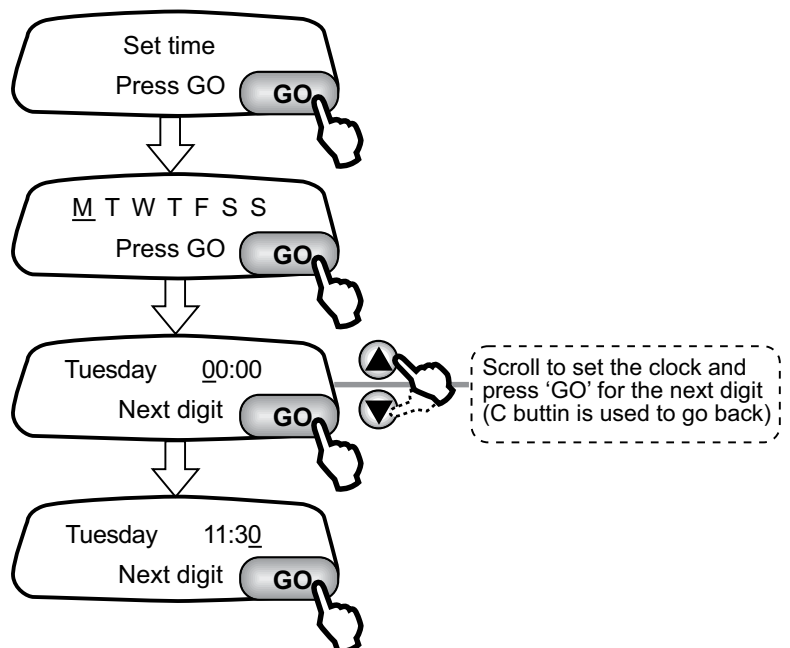 Set time
Press GO
GO
M T W T F S S
Press GO
GO
Tuesday 00:00
Next digit
GO
Scroll to set the clock and
press ‘GO’ for the next digit
(C buttin is used to go back)
Tuesday 11:30
Next digit
GO